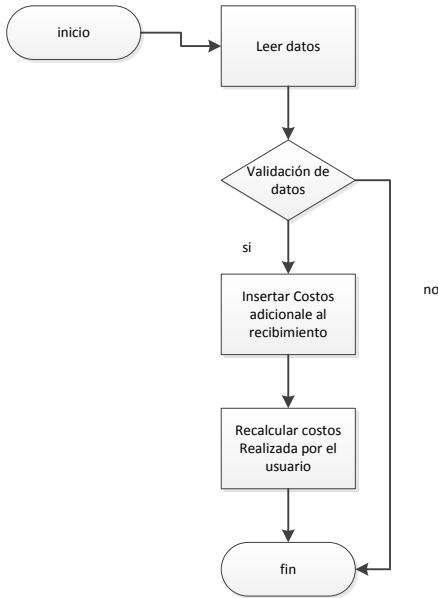 inicio
Leer datos
Validación de
datos
si
no
Insertar Costos
adicionale al
recibimiento
Recalcular costos
Realizada por el
usuario
fin